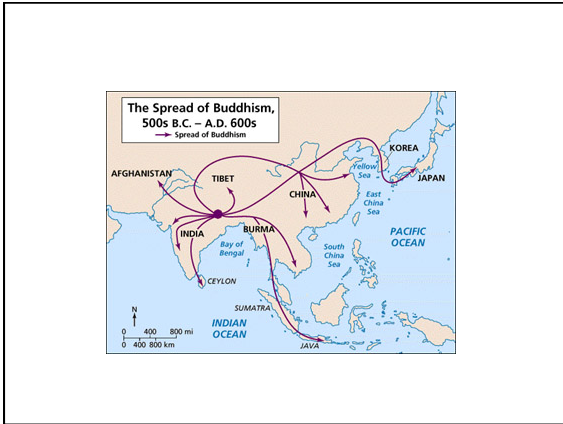 The Spread of Buddhism,
500s B.C. – A.D. 600s
Spread of Buddhism
KOREA
AFGHANISTAN
TIBET
Yellow
Sea
JAPAN
CHINA
East
China
Sea
INDIA
BURMA
PACIFIC
OCEAN
Bay of
Bengal
South
China
Sea
CEYLON
SUMATRA
N
0 400 800 mi
0 400 800 km
INDIAN
OCEAN
JAVA